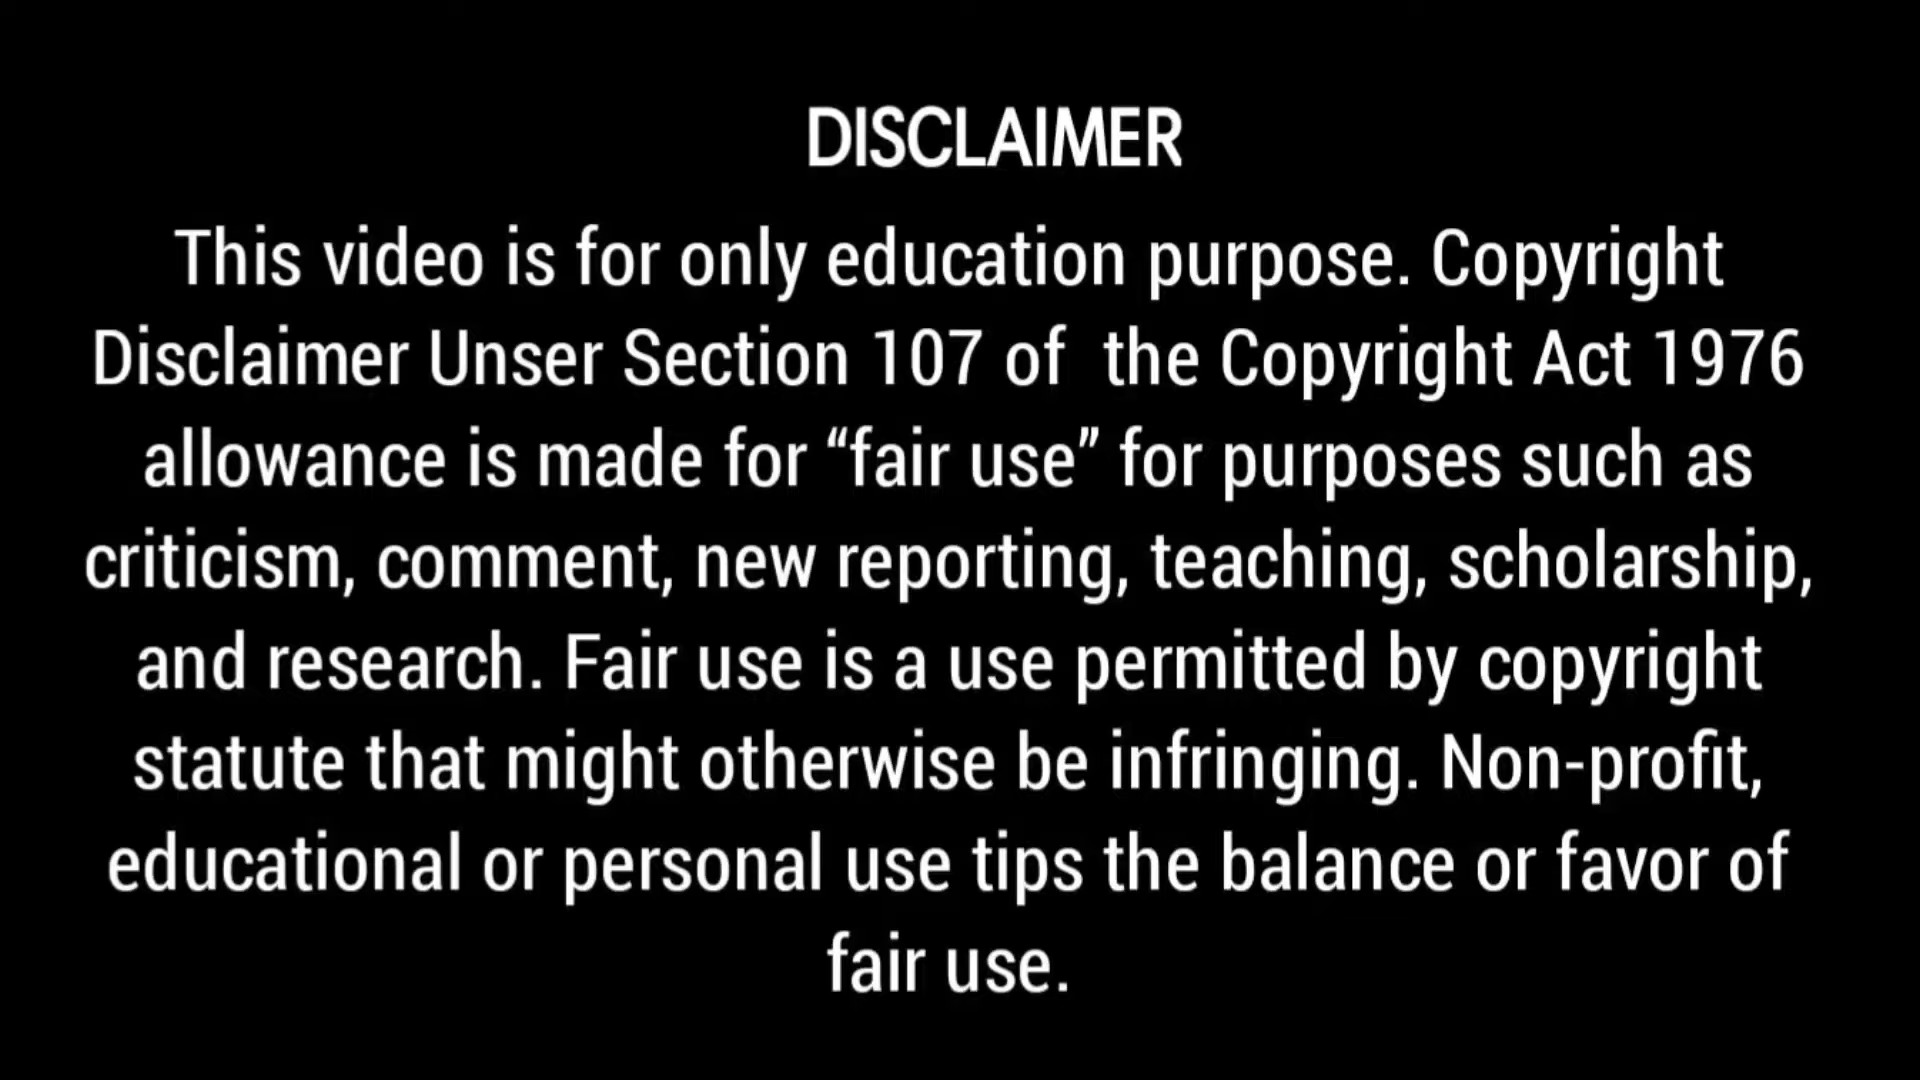 DISCLAIMER
This video is for only education purpose. Copyright
Disclaimer Unser Section 107 of  the Copyright Act 1976
allowance is made for “fair use” for purposes such as
criticism, comment, new reporting, teaching, scholarship,
and research. Fair use is a use permitted by copyright
statute that might otherwise be infringing. Non-profit,
educational or personal use tips the balance or favor of
fair use.